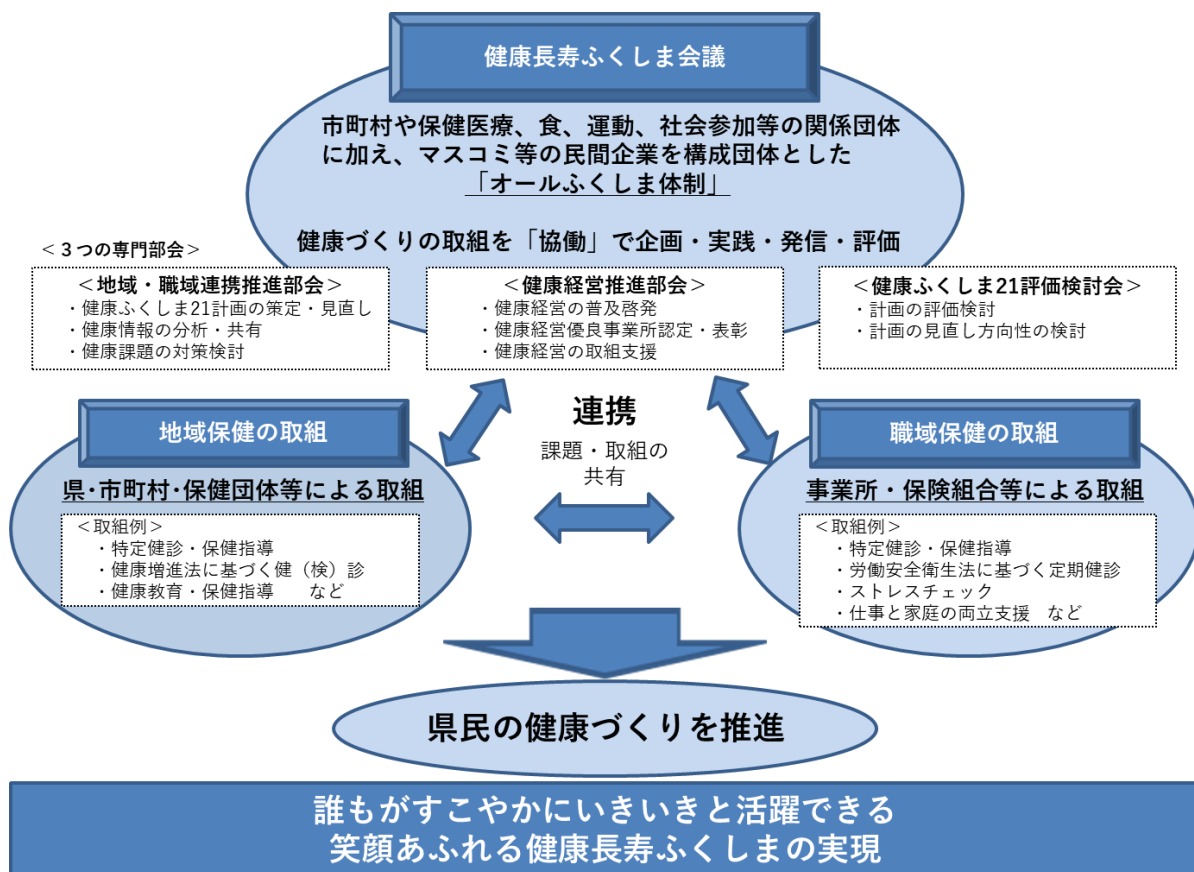 健康長寿ふくしま会議
市町村や保健医療、食、運動、社会参加等の関係団体
に加え、マスコミ等の民間企業を構成団体とした
「オールふくしま体制」
健康づくりの取組を「協働」で企画・実践・発信・評価
＜３つの専門部会＞
＜地域・職域連携推進部会＞
・健康ふくしま21計画の策定・見直し
・健康情報の分析・共有
・健康課題の対策検討
＜健康経営推進部会＞
・健康経営の普及啓発
・健康経営優良事業所認定・表彰
・健康経営の取組支援
＜健康ふくしま21評価検討会＞
・計画の評価検討
・計画の見直し方向性の検討
連携
課題・取組の
共有
地域保健の取組
県・市町村・保健団体等による取組
＜取組例＞
・特定健診・保健指導
・健康増進法に基づく健（検）診
・健康教育・保健指導　　など
職域保健の取組
事業所・保険組合等による取組
＜取組例＞
・特定健診・保健指導
・労働安全衛生法に基づく定期健診
・ストレスチェック
・仕事と家庭の両立支援　など
県民の健康づくりを推進
誰もがすこやかにいきいきと活躍できる
笑顔あふれる健康長寿ふくしまの実現